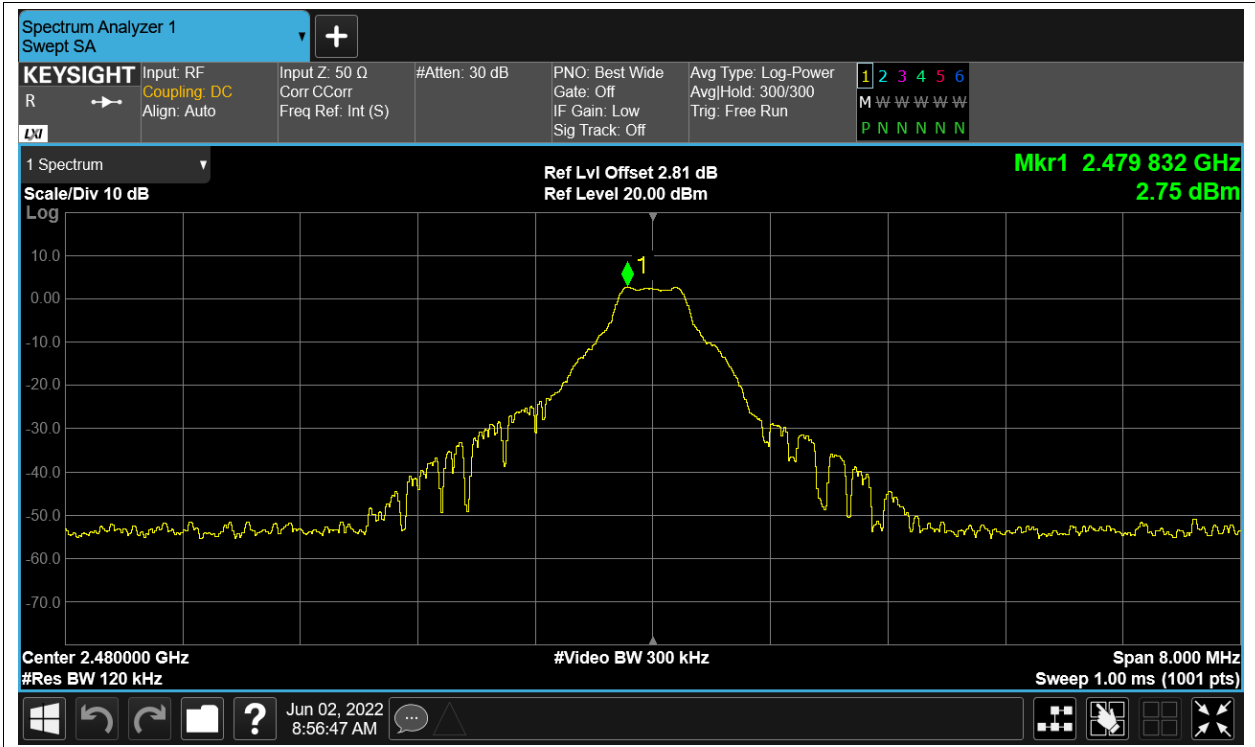 Spectrum Analyzer 1
Swept SA
KEYSIGHT
R
LXI
Input: RF
Coupling: DC
Align: Auto
Input Z: 50 Ω
Corr CCorr
Freq Ref: Int (S)
#Atten: 30 dB
PNO: Best Wide
Gate: Off
IF Gain: Low
Sig Track: Off
Avg Type: Log-Power
Avg|Hold: 300/300
Trig: Free Run
1 2 3 4 5 6
M W W W W W
P N N N N N
1 Spectrum
Scale/Div 10 dB
Log
Ref Lvl Offset 2.81 dB
Ref Level 20.00 dBm
Mkr1 2.479 832 GHz
2.75 dBm
10.0
1
0.00
-10.0
-20.0
-30.0
-40.0
-50.0
-60.0
-70.0
Center 2.480000 GHz
#Res BW 120 kHz
#Video BW 300 kHz
Span 8.000 MHz
Sweep 1.00 ms (1001 pts)
?
Jun 02, 2022
8:56:47 AM